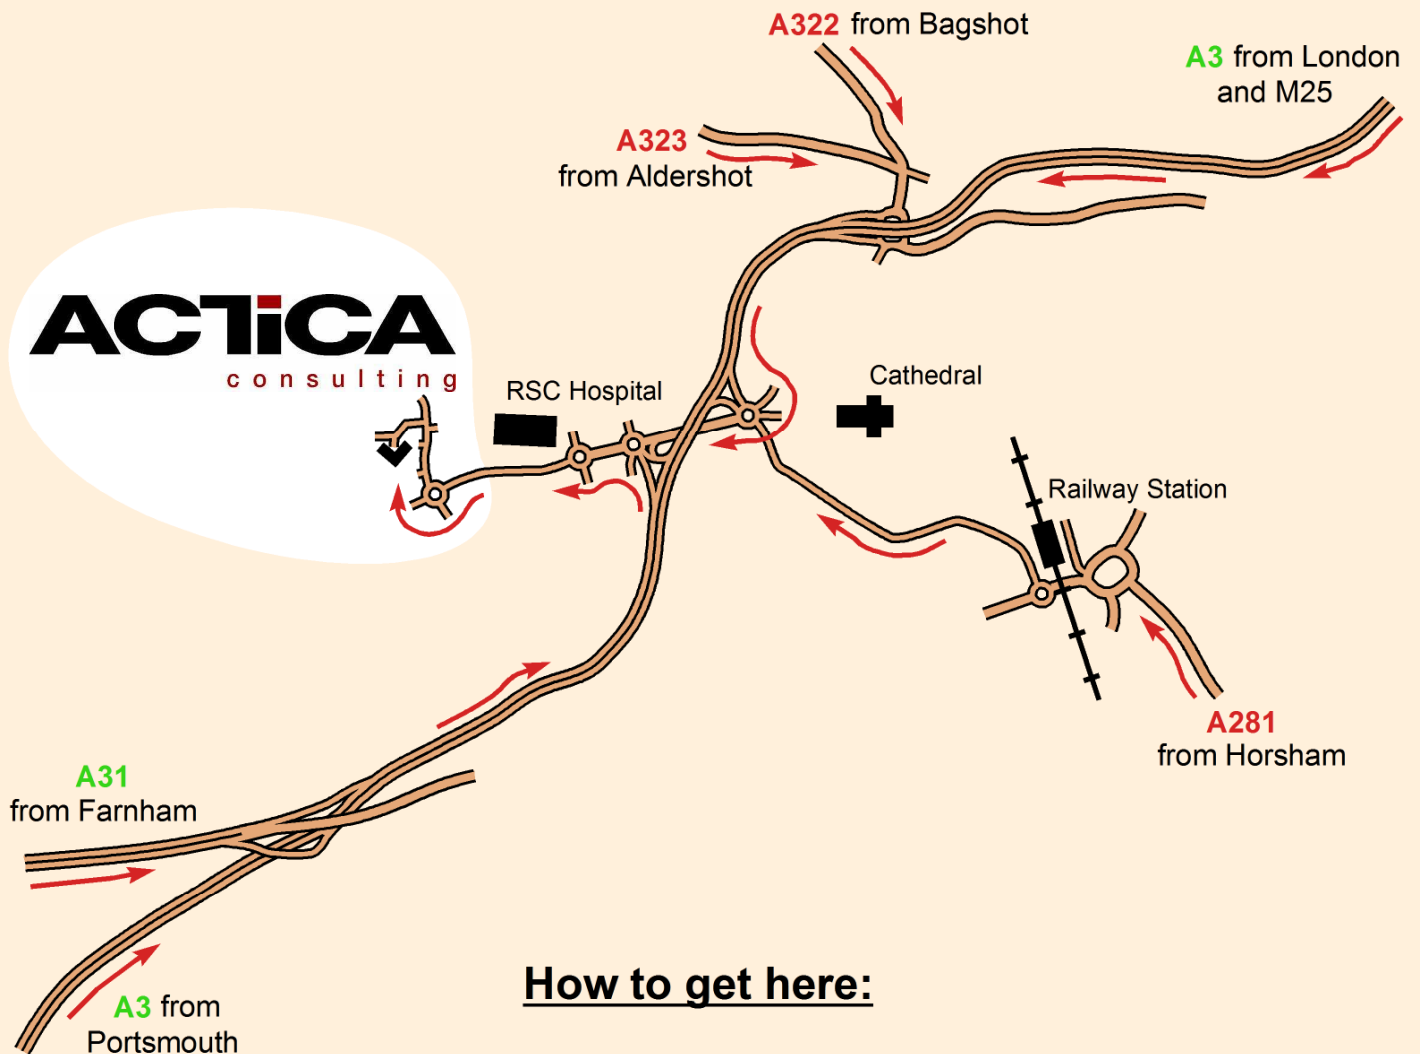 A322 from Bagshot
A3 from London
and M25
A323
from Aldershot
ACTiCA
consulting
RSC Hospital
Cathedral
Railway Station
A281
from Horsham
A31
from Farnham
A3 from
Portsmouth
How to get here: